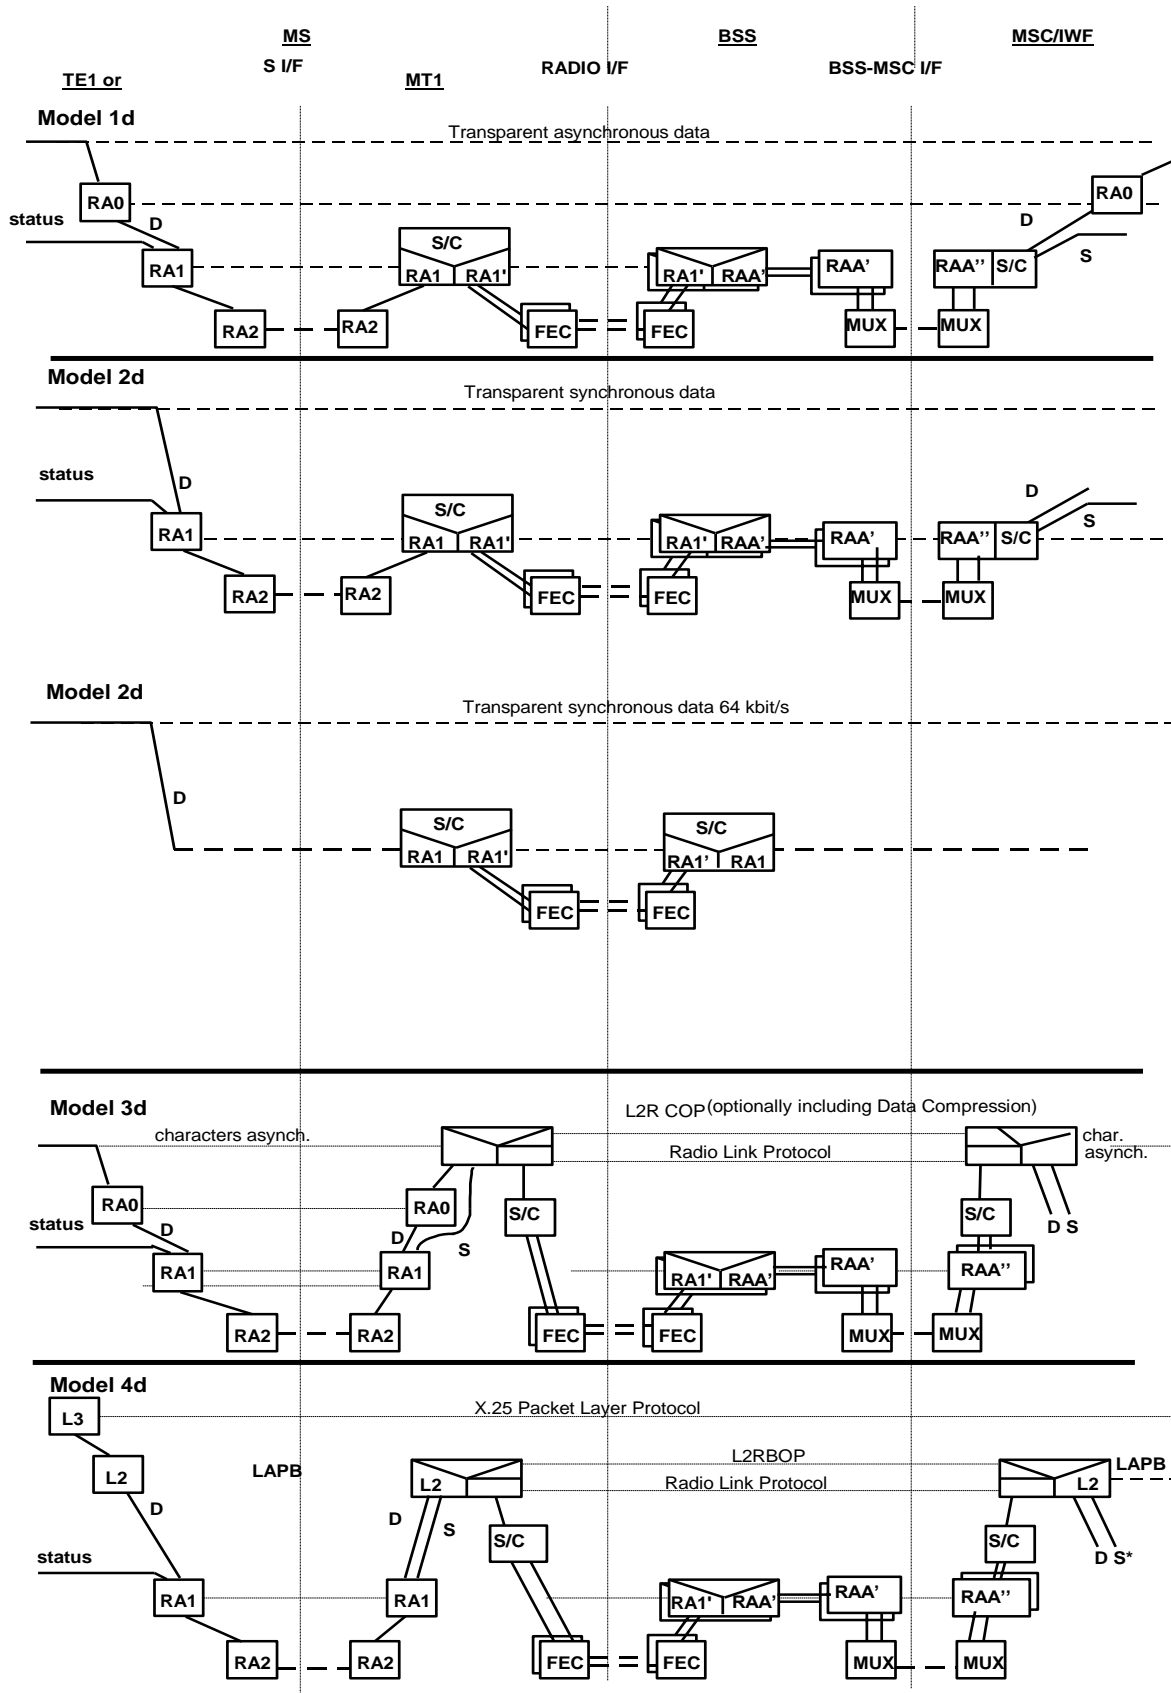 MS
BSS
MSC/IWF
S I/F
RADIO I/F
BSS-MSC I/F
TE1 or
MT1
Model 1d
Transparent asynchronous data
RA0
RA0
status
D
D
S/C
S
RA1
RA1
RA1'
RA1'
RAA'
RAA'
RAA''
S/C
RA2
RA2
FEC
FEC
MUX
MUX
Model 2d
Transparent synchronous data
status
D
D
S/C
S
RA1
RA1
RA1'
RA1'
RAA'
RAA'
RAA''
S/C
RA2
RA2
FEC
FEC
MUX
MUX
Model 2d
Transparent synchronous data 64 kbit/s
D
S/C
S/C
RA1
RA1'
RA1'
RA1
FEC
FEC
Model 3d
L2R COP (optionally including Data Compression)
characters asynch.
char.
asynch.
Radio Link Protocol
RA0
RA0
S/C
S/C
status
D
D
S
D S
RA1
RA1
RA1'
RAA'
RAA'
RAA''
RA2
RA2
FEC
FEC
MUX
MUX
Model 4d
L3
X.25 Packet Layer Protocol
L2
LAPB
L2
L2RBOP
Radio Link Protocol
L2
LAPB
D
D
S
S/C
S/C
status
D S*
RA1
RA1
RA1'
RAA'
RAA'
RAA''
RA2
RA2
FEC
FEC
MUX
MUX